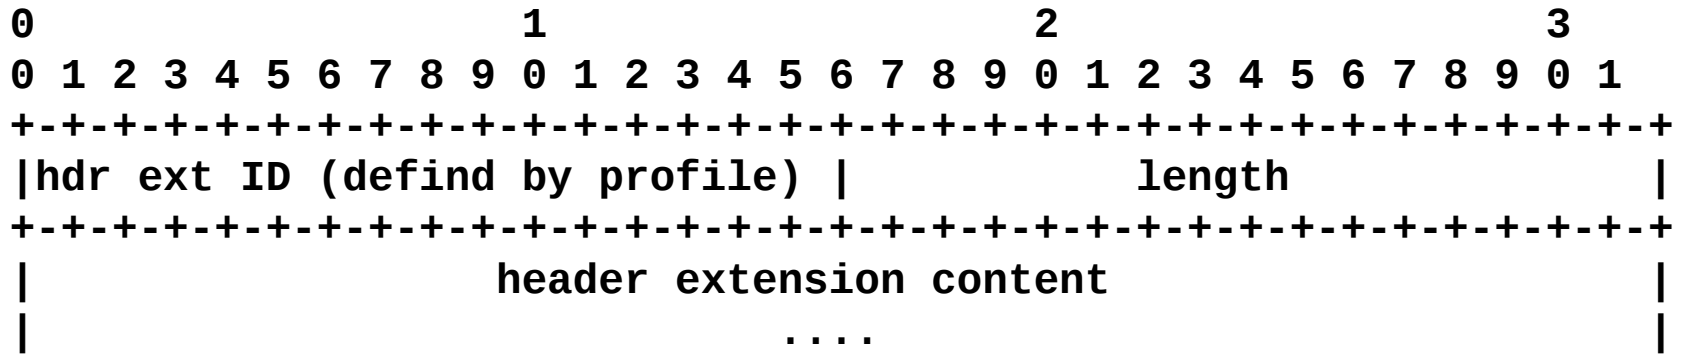 0                   1                   2                   3
0 1 2 3 4 5 6 7 8 9 0 1 2 3 4 5 6 7 8 9 0 1 2 3 4 5 6 7 8 9 0 1
+-+-+-+-+-+-+-+-+-+-+-+-+-+-+-+-+-+-+-+-+-+-+-+-+-+-+-+-+-+-+-+-+
|hdr ext ID (defind by profile) |           length              |
+-+-+-+-+-+-+-+-+-+-+-+-+-+-+-+-+-+-+-+-+-+-+-+-+-+-+-+-+-+-+-+-+
|                  header extension content                     |
|                             ....                              |